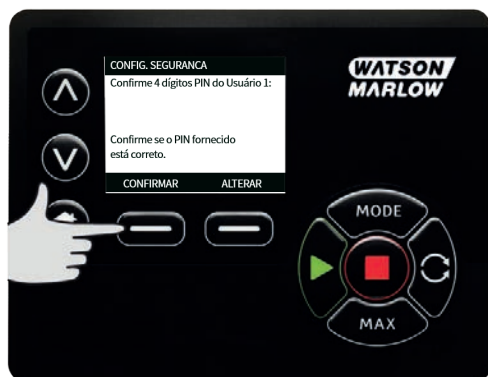 CONFIG. SEGURANCA
Confirme 4 dígitos PIN do Usuário 1:
Confirme se o PIN fornecido
está correto.
CONFIRMAR ALTERAR
WATSON
MARLOW
MODE
MAX